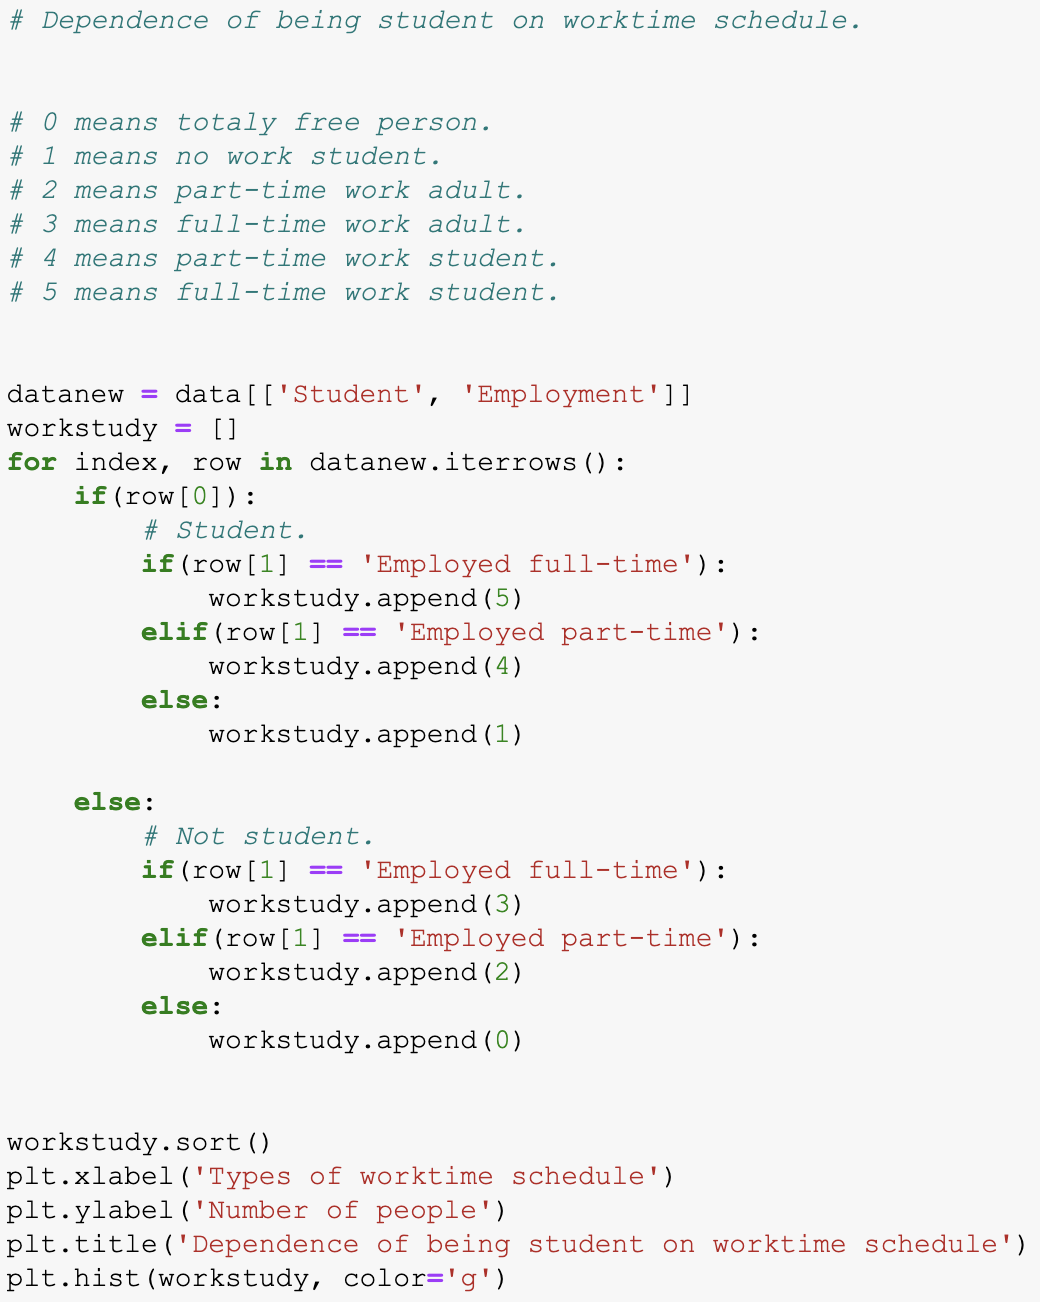 # Dependence of being student on worktime schedule.
# 0 means totaly free person.
# 1 means no work student.
# 2 means part-time work adult.
# 3 means full-time work adult.
# 4 means part-time work student.
# 5 means full-time work student.
datanew = data[['Student', 'Employment']]
workstudy = []
for index, row in datanew.iterrows():
    if(row[0]):
        # Student.
        if(row[1] == 'Employed full-time'):
            workstudy.append(5)
        elif(row[1] == 'Employed part-time'):
            workstudy.append(4)
        else:
            workstudy.append(1)
    else:
        # Not student.
        if(row[1] == 'Employed full-time'):
            workstudy.append(3)
        elif(row[1] == 'Employed part-time'):
            workstudy.append(2)
        else:
            workstudy.append(0)
workstudy.sort()
plt.xlabel('Types of worktime schedule')
plt.ylabel('Number of people')
plt.title('Dependence of being student on worktime schedule')
plt.hist(workstudy, color='g')